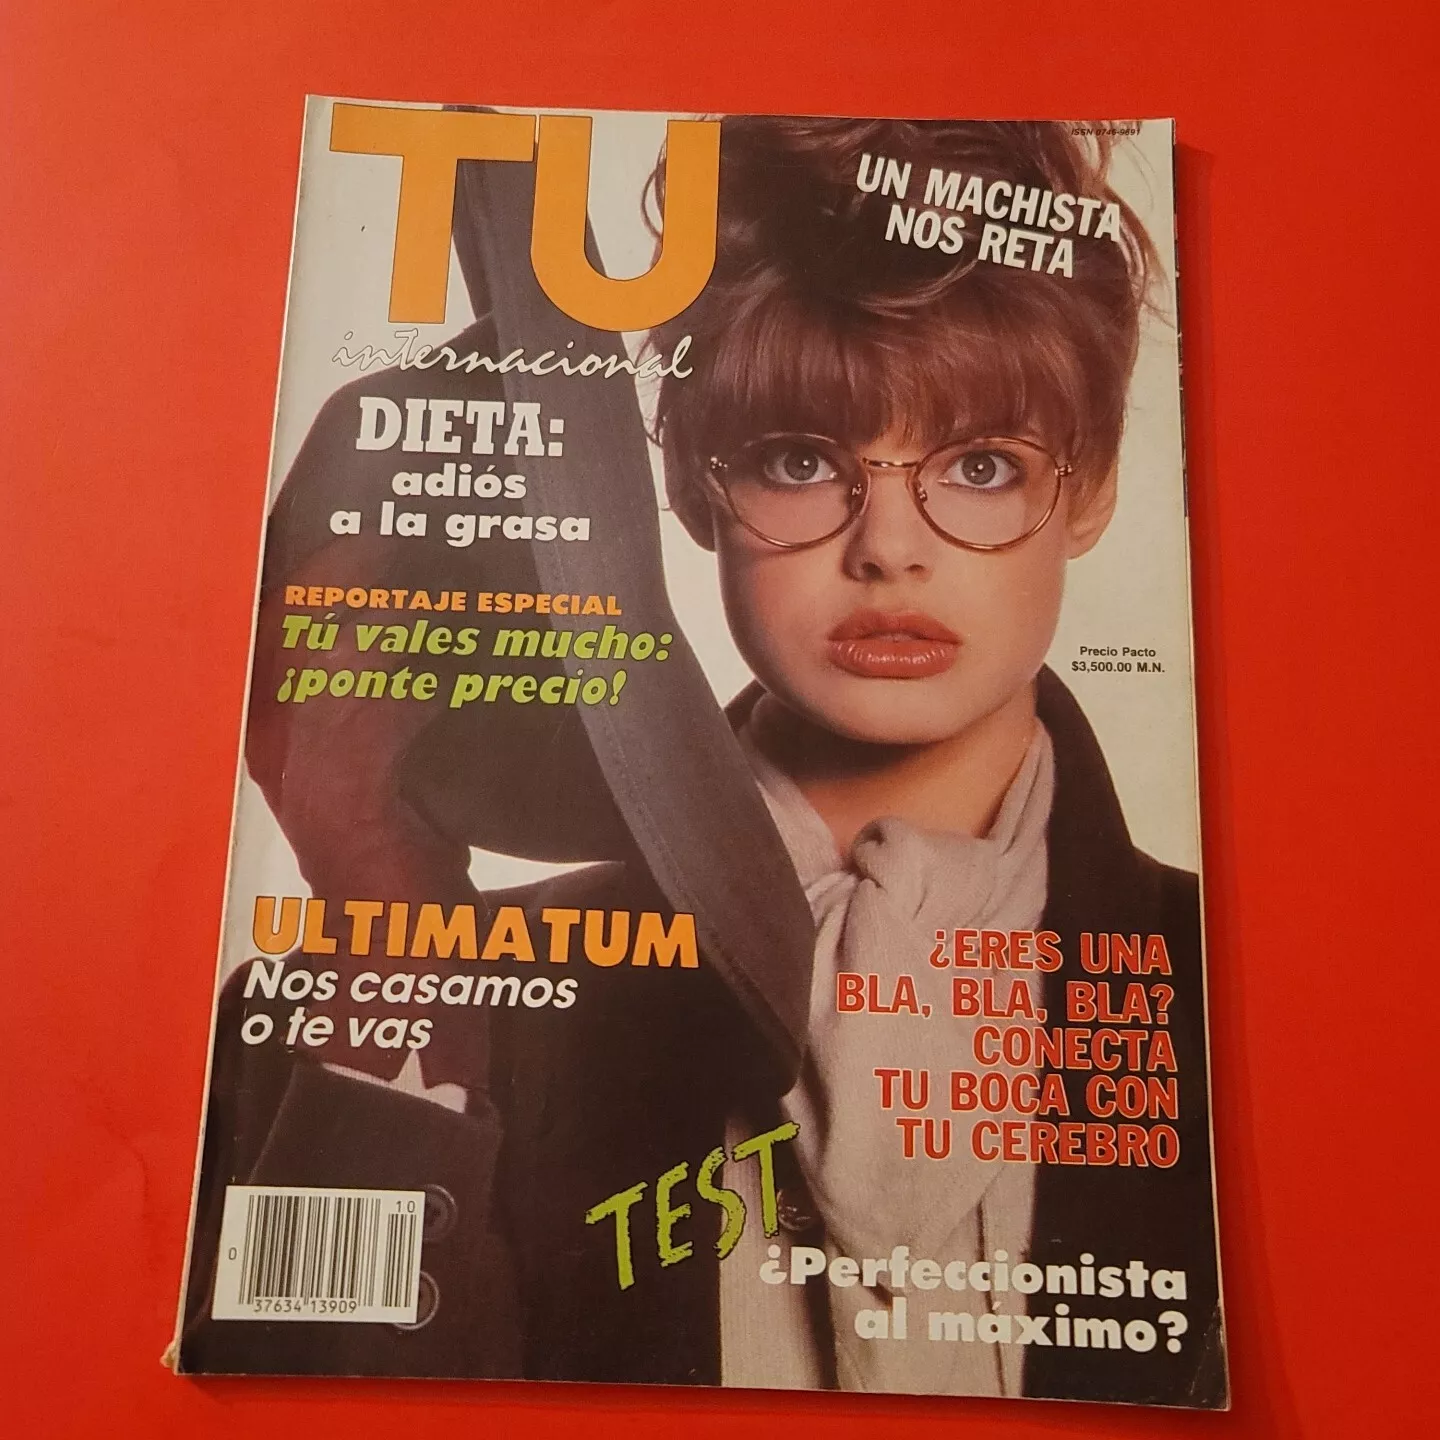 TU
internacional
ISSN 0746-9691
UN MACHISTA
NOS RETA
DIETA:
adiós
a la grasa
REPORTAJE ESPECIAL
Tú vales mucho:
¡ponte precio!
Precio Pacto
$3,500.00 M.N.
ULTIMATUM
Nos casamos
o te vas
¿ERES UNA
BLA, BLA, BLA?
CONECTA
TU BOCA CON
TU CEREBRO
TEST
¿Perfeccionista
al máximo?
10
0
37634 13909